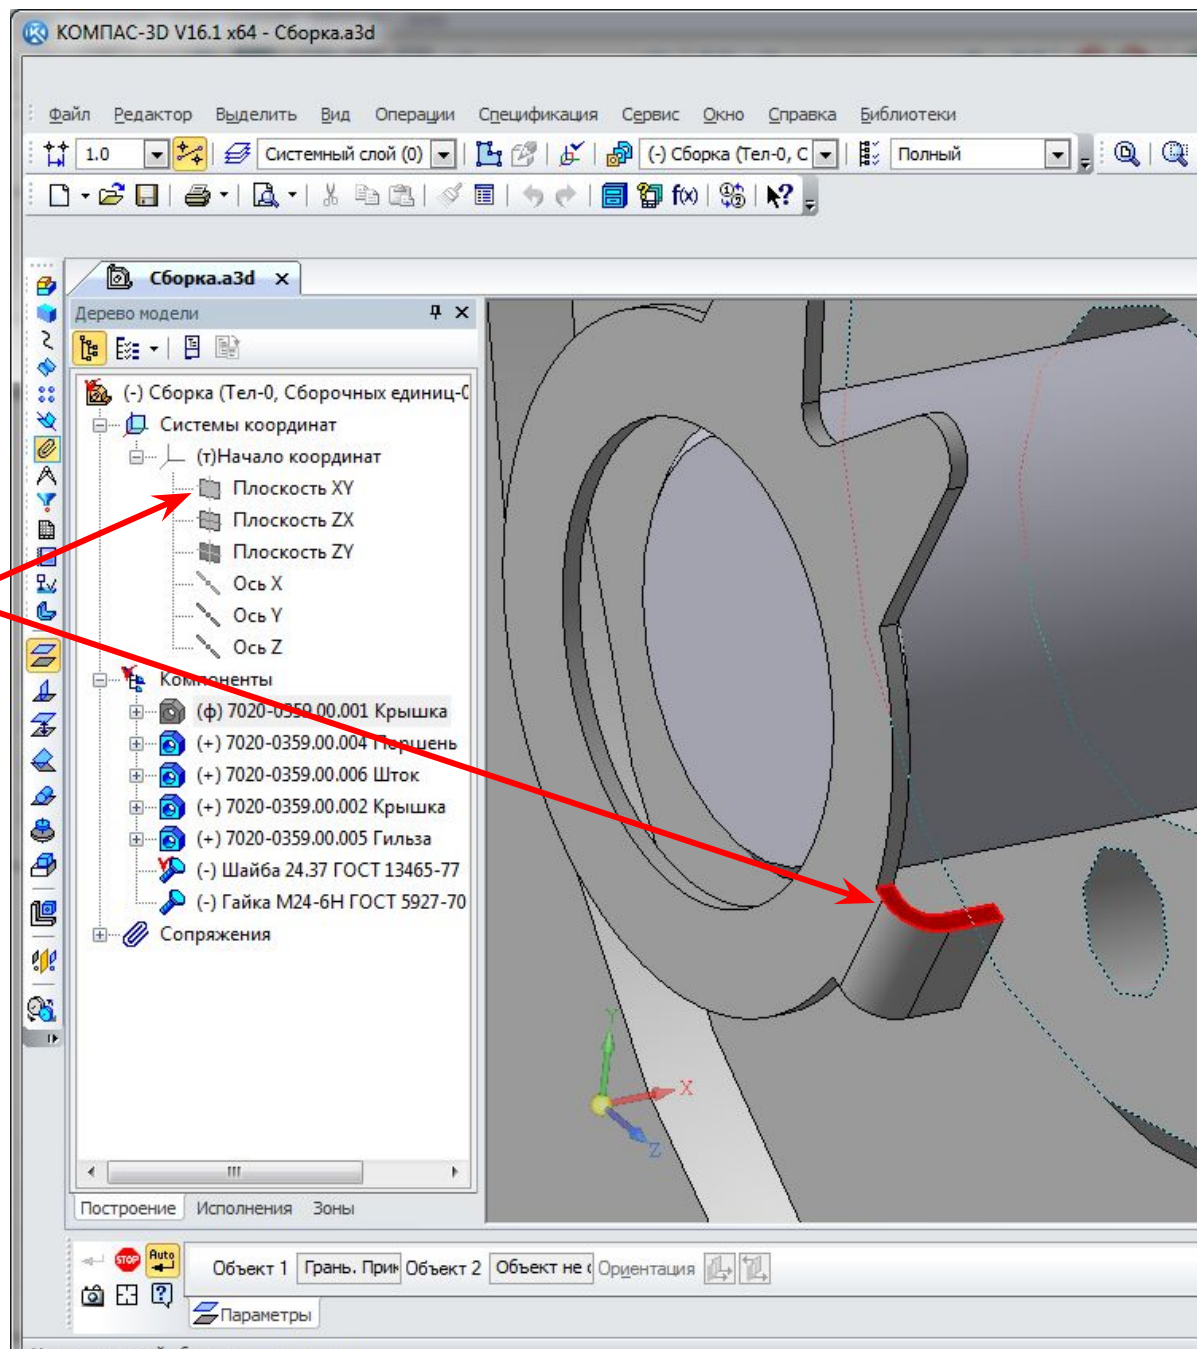 КОМПАС-3D V16.1 x64 - Сборка.a3d
Файл Редактор Выделить Вид Операции Спецификация Сервис Окно Справка Библиотеки
1.0 Системный слой (0) (-) Сборка (Тел-0, С Полный
f(x)
Сборка.a3d
Дерево модели
(-) Сборка (Тел-0, Сборочных единиц-0
Системы координат
(т)Начало координат
Плоскость XY
Плоскость ZX
Плоскость ZY
Ось X
Ось Y
Ось Z
Компоненты
(ф) 7020-0359.00.001 Крышка
(+) 7020-0359.00.004 Поршень
(+) 7020-0359.00.006 Шток
(+) 7020-0359.00.002 Крышка
(+) 7020-0359.00.005 Гильза
(-) Шайба 24.37 ГОСТ 13465-77
(-) Гайка М24-6Н ГОСТ 5927-70
Сопряжения
Y
X
Z
Построение Исполнения Зоны
STOP Auto Объект 1 Грань. При Объект 2 Объект не Ориентация
Параметры